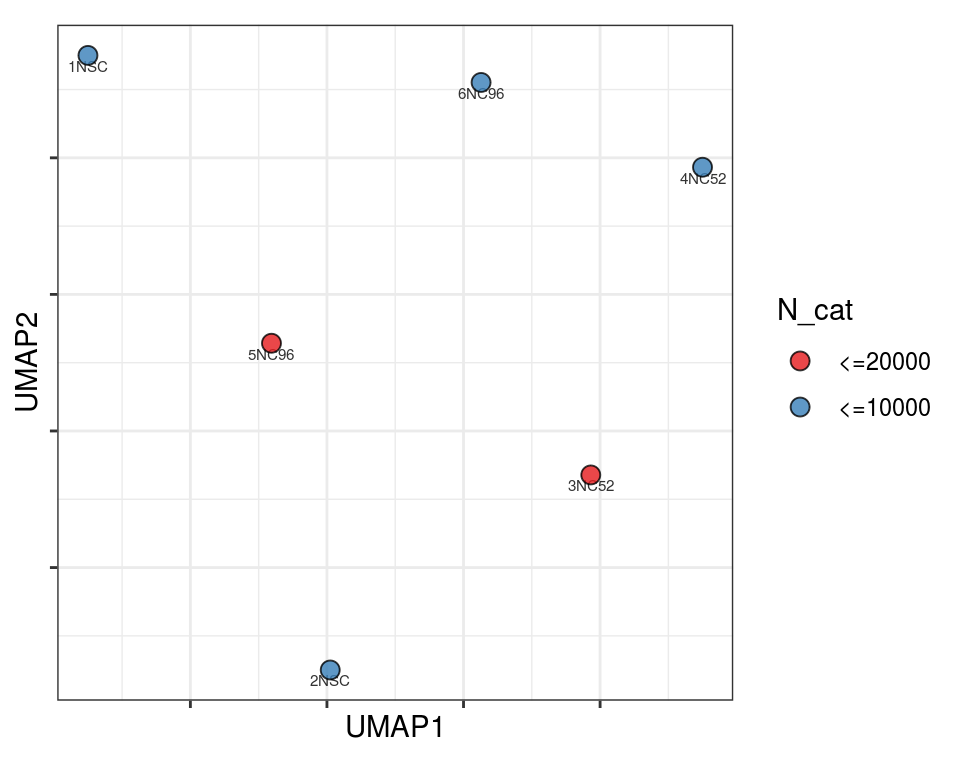 1NSC
6NC96
4NC52
5NC96
3NC52
2NSC
UMAP1
UMAP2
N_cat
<=20000
<=10000